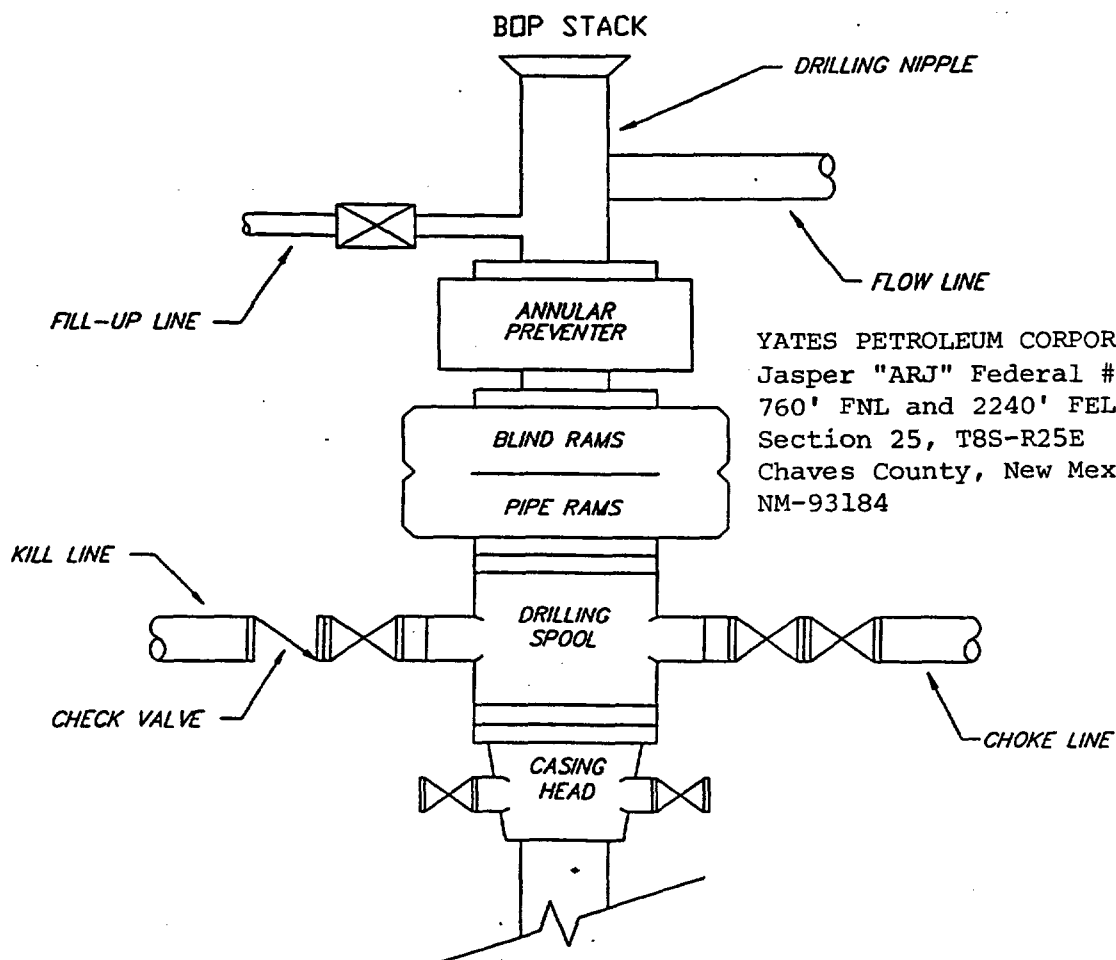 BOP STACK
DRILLING NIPPLE
FLOW LINE
FILL-UP LINE
ANNULAR
PREVENTER
YATES PETROLEUM CORPOR
Jasper "ARJ" Federal #
760' FNL and 2240' FEL
Section 25, T8S-R25E
Chaves County, New Mex
NM-93184
BLIND RAMS
PIPE RAMS
KILL LINE
DRILLING
SPOOL
CHECK VALVE
CHOKE LINE
CASING
HEAD